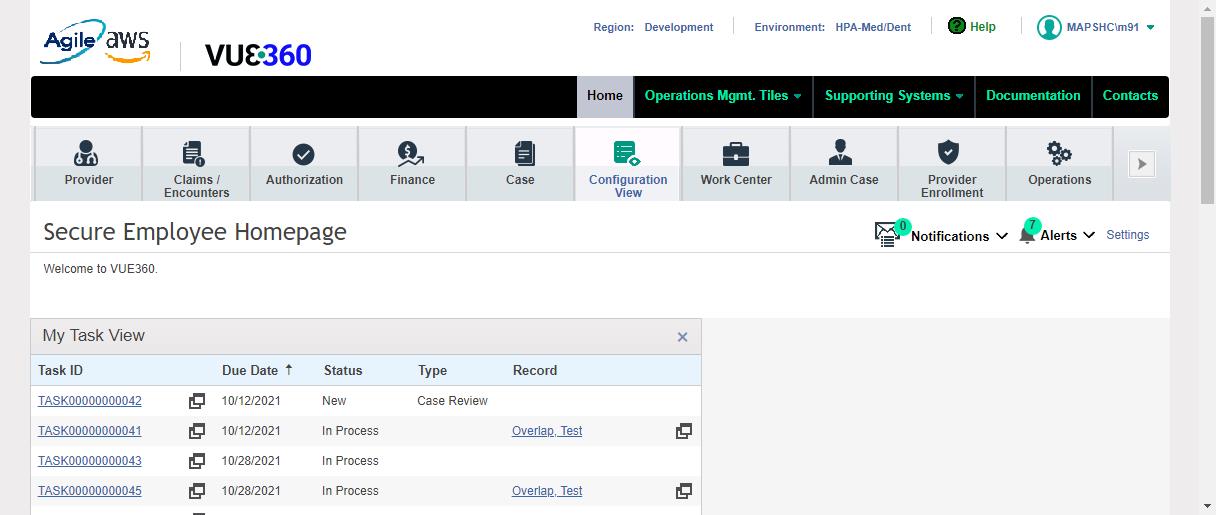 Agile aws
VUE360
Region: Development
Environment: HPA-Med/Dent
? Help
MAPSHC\m91
Home
Operations Mgmt. Tiles
Supporting Systems
Documentation
Contacts
Provider
Claims /
Encounters
Authorization
Finance
Case
Configuration
View
Work Center
Admin Case
Provider
Enrollment
Operations
Secure Employee Homepage
0 Notifications
7 Alerts
Settings
Welcome to VUE360.
My Task View
Task ID Due Date ↑ Status Type Record
TASK00000000042 10/12/2021 New Case Review
TASK00000000041 10/12/2021 In Process Overlap, Test
TASK00000000043 10/28/2021 In Process
TASK00000000045 10/28/2021 In Process Overlap, Test